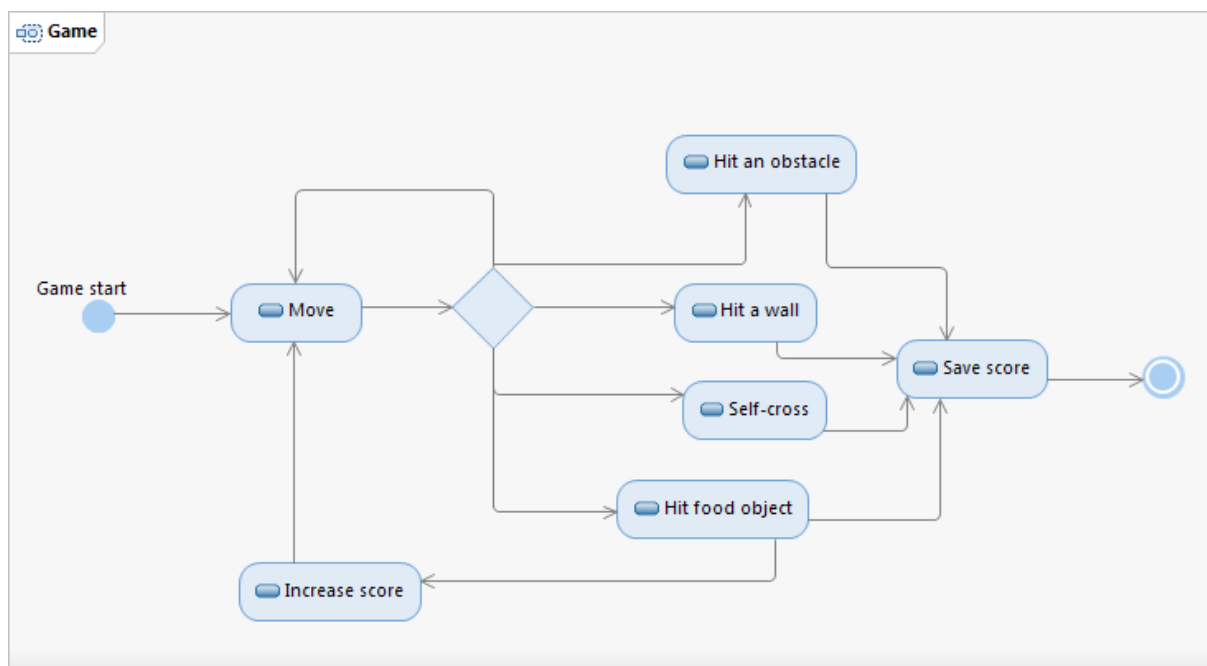 Game
Hit an obstacle
Game start
Move
Hit a wall
Save score
Self-cross
Hit food object
Increase score